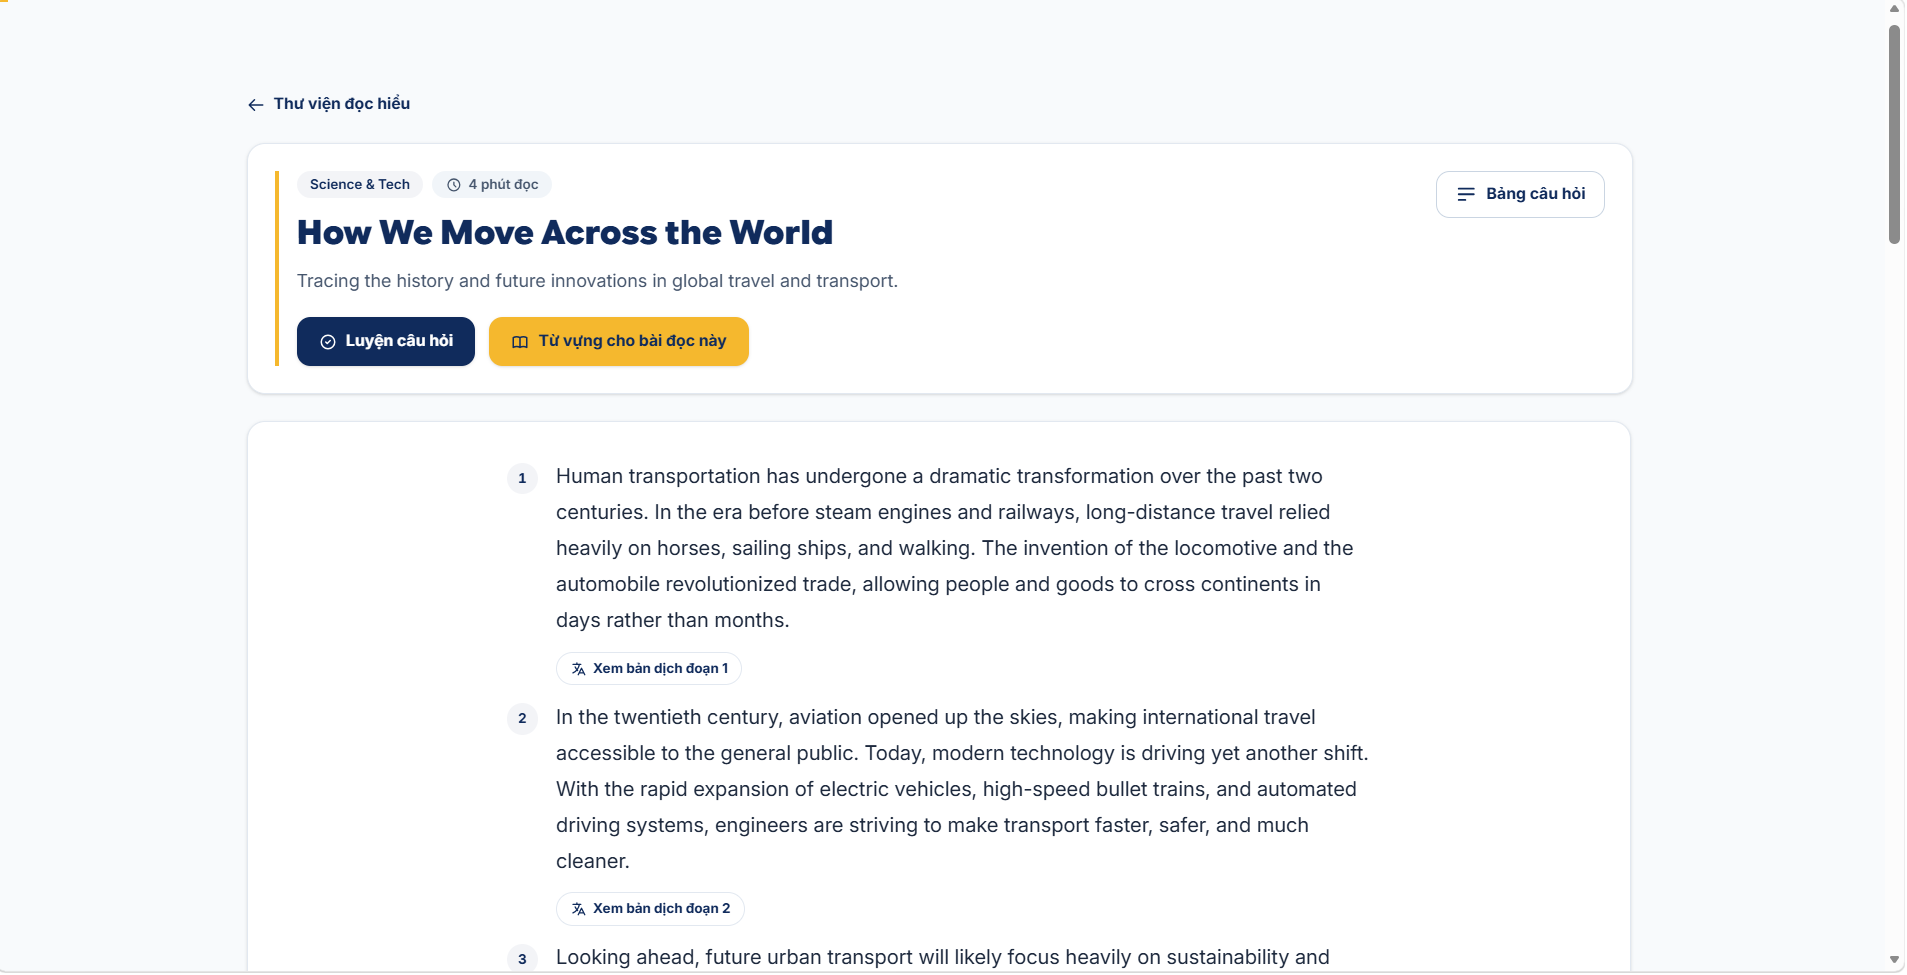 Thư viện đọc hiểu
Science & Tech
4 phút đọc
Bảng câu hỏi
How We Move Across the World
Tracing the history and future innovations in global travel and transport.
Luyện câu hỏi
Từ vựng cho bài đọc này
1
Human transportation has undergone a dramatic transformation over the past two
centuries. In the era before steam engines and railways, long-distance travel relied
heavily on horses, sailing ships, and walking. The invention of the locomotive and the
automobile revolutionized trade, allowing people and goods to cross continents in
days rather than months.
Xem bản dịch đoạn 1
2
In the twentieth century, aviation opened up the skies, making international travel
accessible to the general public. Today, modern technology is driving yet another shift.
With the rapid expansion of electric vehicles, high-speed bullet trains, and automated
driving systems, engineers are striving to make transport faster, safer, and much
cleaner.
Xem bản dịch đoạn 2
3
Looking ahead, future urban transport will likely focus heavily on sustainability and